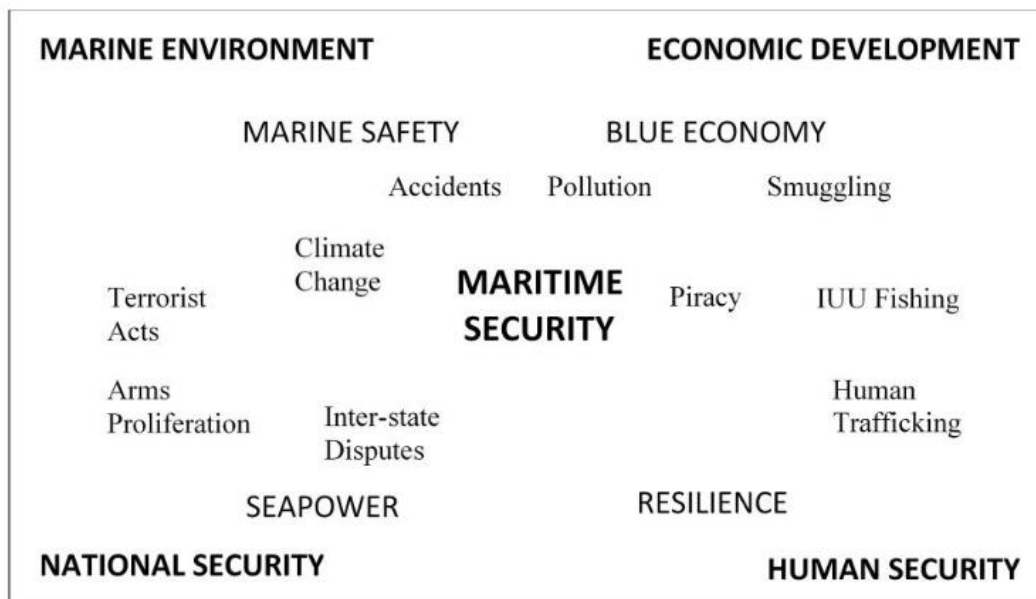 MARINE ENVIRONMENT
ECONOMIC DEVELOPMENT
MARINE SAFETY
BLUE ECONOMY
Accidents
Pollution
Smuggling
Climate
Change
MARITIME
SECURITY
Terrorist
Acts
Piracy
IUU Fishing
Arms
Proliferation
Inter-state
Disputes
Human
Trafficking
SEAPOWER
RESILIENCE
NATIONAL SECURITY
HUMAN SECURITY